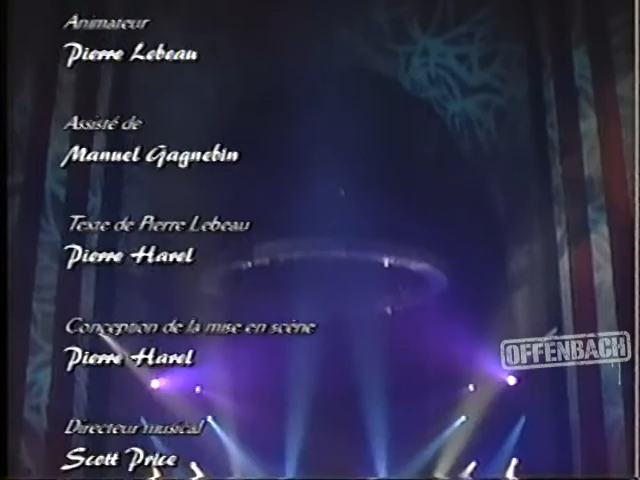 Animateur
Pierre Lebeau
Assisté de
Manuel Gagnebin
Texte de Pierre Lebeau
Pierre Harel
Conception de la mise en scène
Pierre Harel
OFFENBACH
Directeur musical
Scott Price